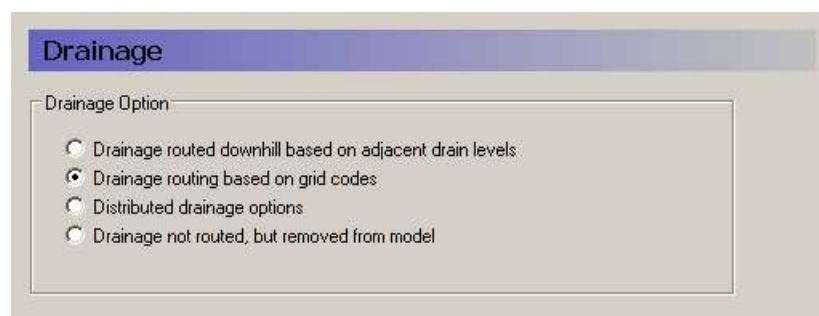 Drainage
Drainage Option
Drainage routed downhill based on adjacent drain levels
Drainage routing based on grid codes
Distributed drainage options
Drainage not routed, but removed from model